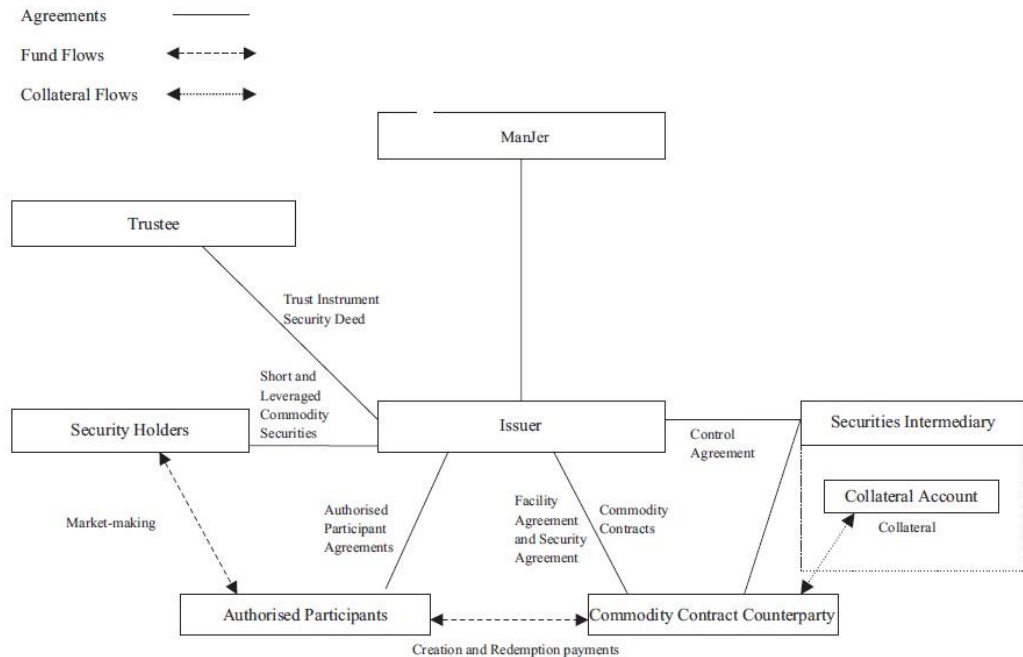 Agreements
Fund Flows
Collateral Flows
ManJer
Trustee
Trust Instrument
Security Deed
Short and
Leveraged
Commodity
Securities
Security Holders
Issuer
Control
Agreement
Securities Intermediary
Collateral Account
Collateral
Market-making
Authorised
Participant
Agreements
Facility
Agreement
and Security
Agreement
Commodity
Contracts
Authorised Participants
Commodity Contract Counterparty
Creation and Redemption payments